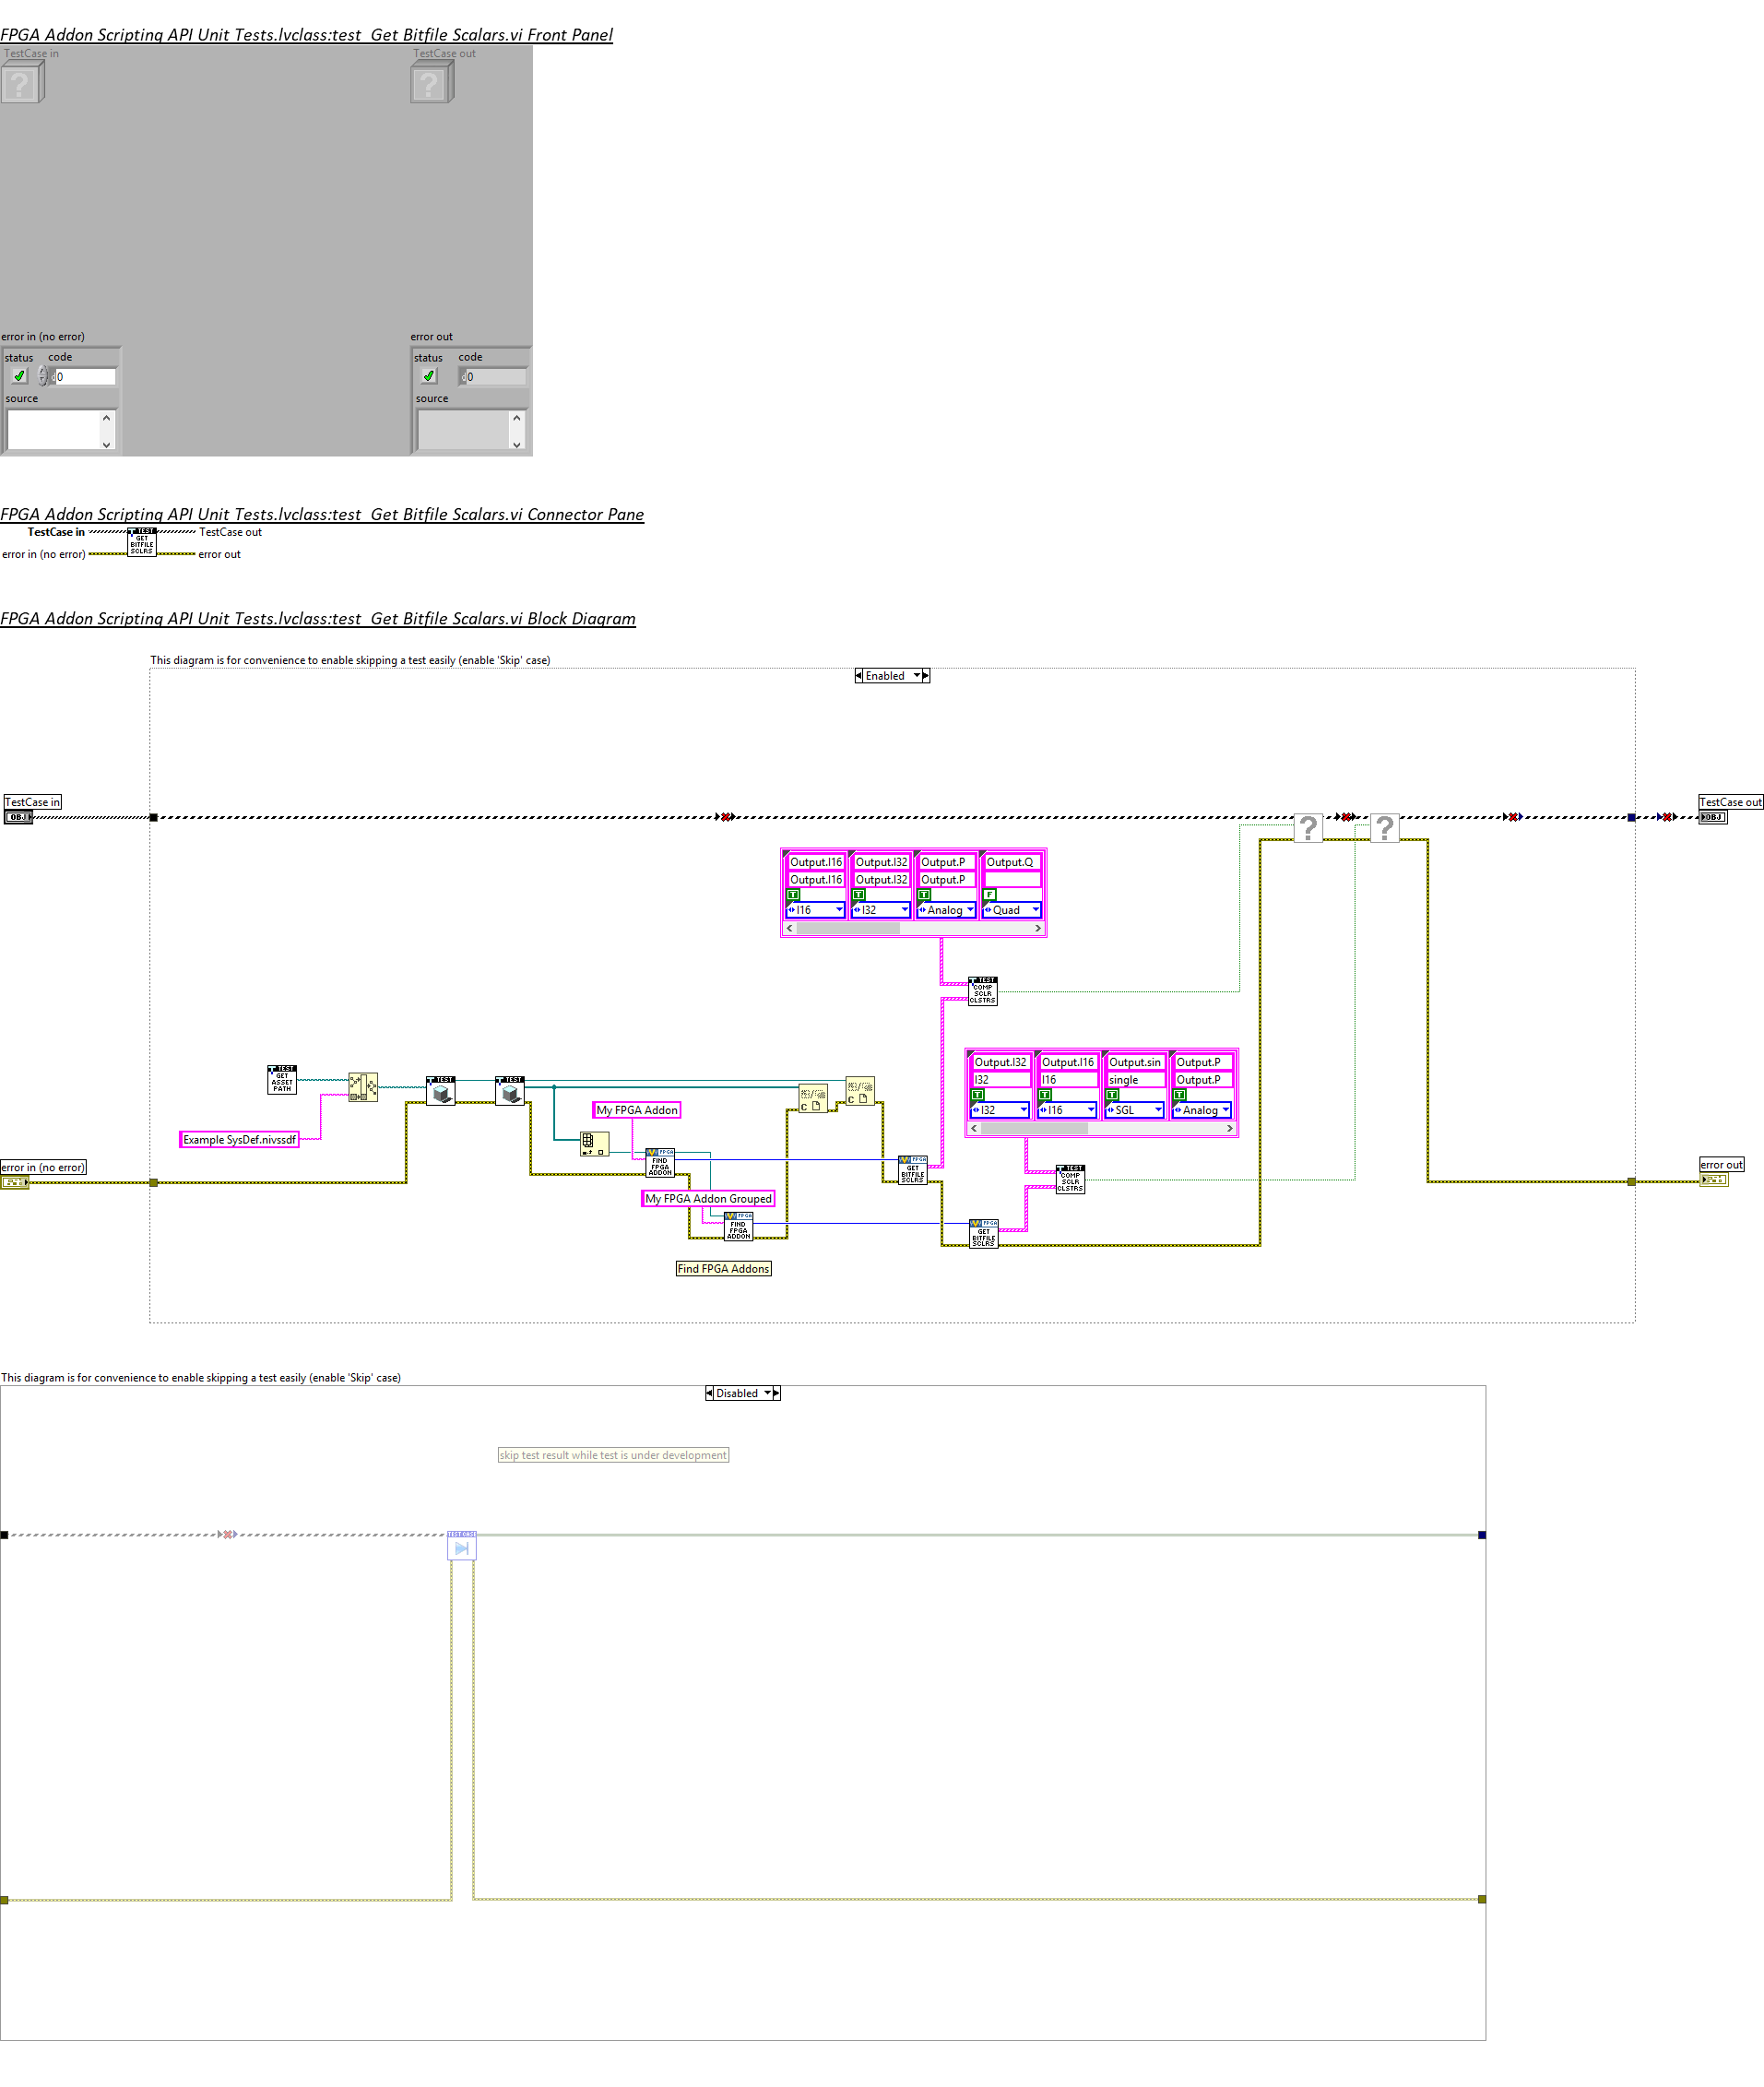 FPGA Addon Scripting API Unit Tests.lvclass:test_Get Bitfile Scalars.vi Front Panel
TestCase in
TestCase out
?
?
error in (no error)
error out
status code
status code
0
0
source
source
FPGA Addon Scripting API Unit Tests.lvclass:test_Get Bitfile Scalars.vi Connector Pane
TestCase in
TEST
GET
BITFILE
SCLRS
TestCase out
error in (no error)
error out
FPGA Addon Scripting API Unit Tests.lvclass:test_Get Bitfile Scalars.vi Block Diagram
This diagram is for convenience to enable skipping a test easily (enable 'Skip' case)
Enabled
TestCase in
OBJ
TestCase out
OBJ
?
?
Output.I16 Output.I32 Output.P Output.Q
Output.I16 Output.I32 Output.P
T T T F
I16 I32 Analog Quad
TEST
COMP
SCLR
CLSTRS
Output.I32 Output.I16 Output.sin Output.P
I32 I16 single Output.P
T T T T
I32 I16 SGL Analog
TEST
GET
ASSET
PATH
TEST
TEST
Example SysDef.nivssdf
My FPGA Addon
FPGA
FIND
FPGA
ADDON
FPGA
GET
BITFILE
SCLRS
TEST
COMP
SCLR
CLSTRS
error in (no error)
error out
My FPGA Addon Grouped
FPGA
FIND
FPGA
ADDON
FPGA
GET
BITFILE
SCLRS
Find FPGA Addons
This diagram is for convenience to enable skipping a test easily (enable 'Skip' case)
Disabled
skip test result while test is under development